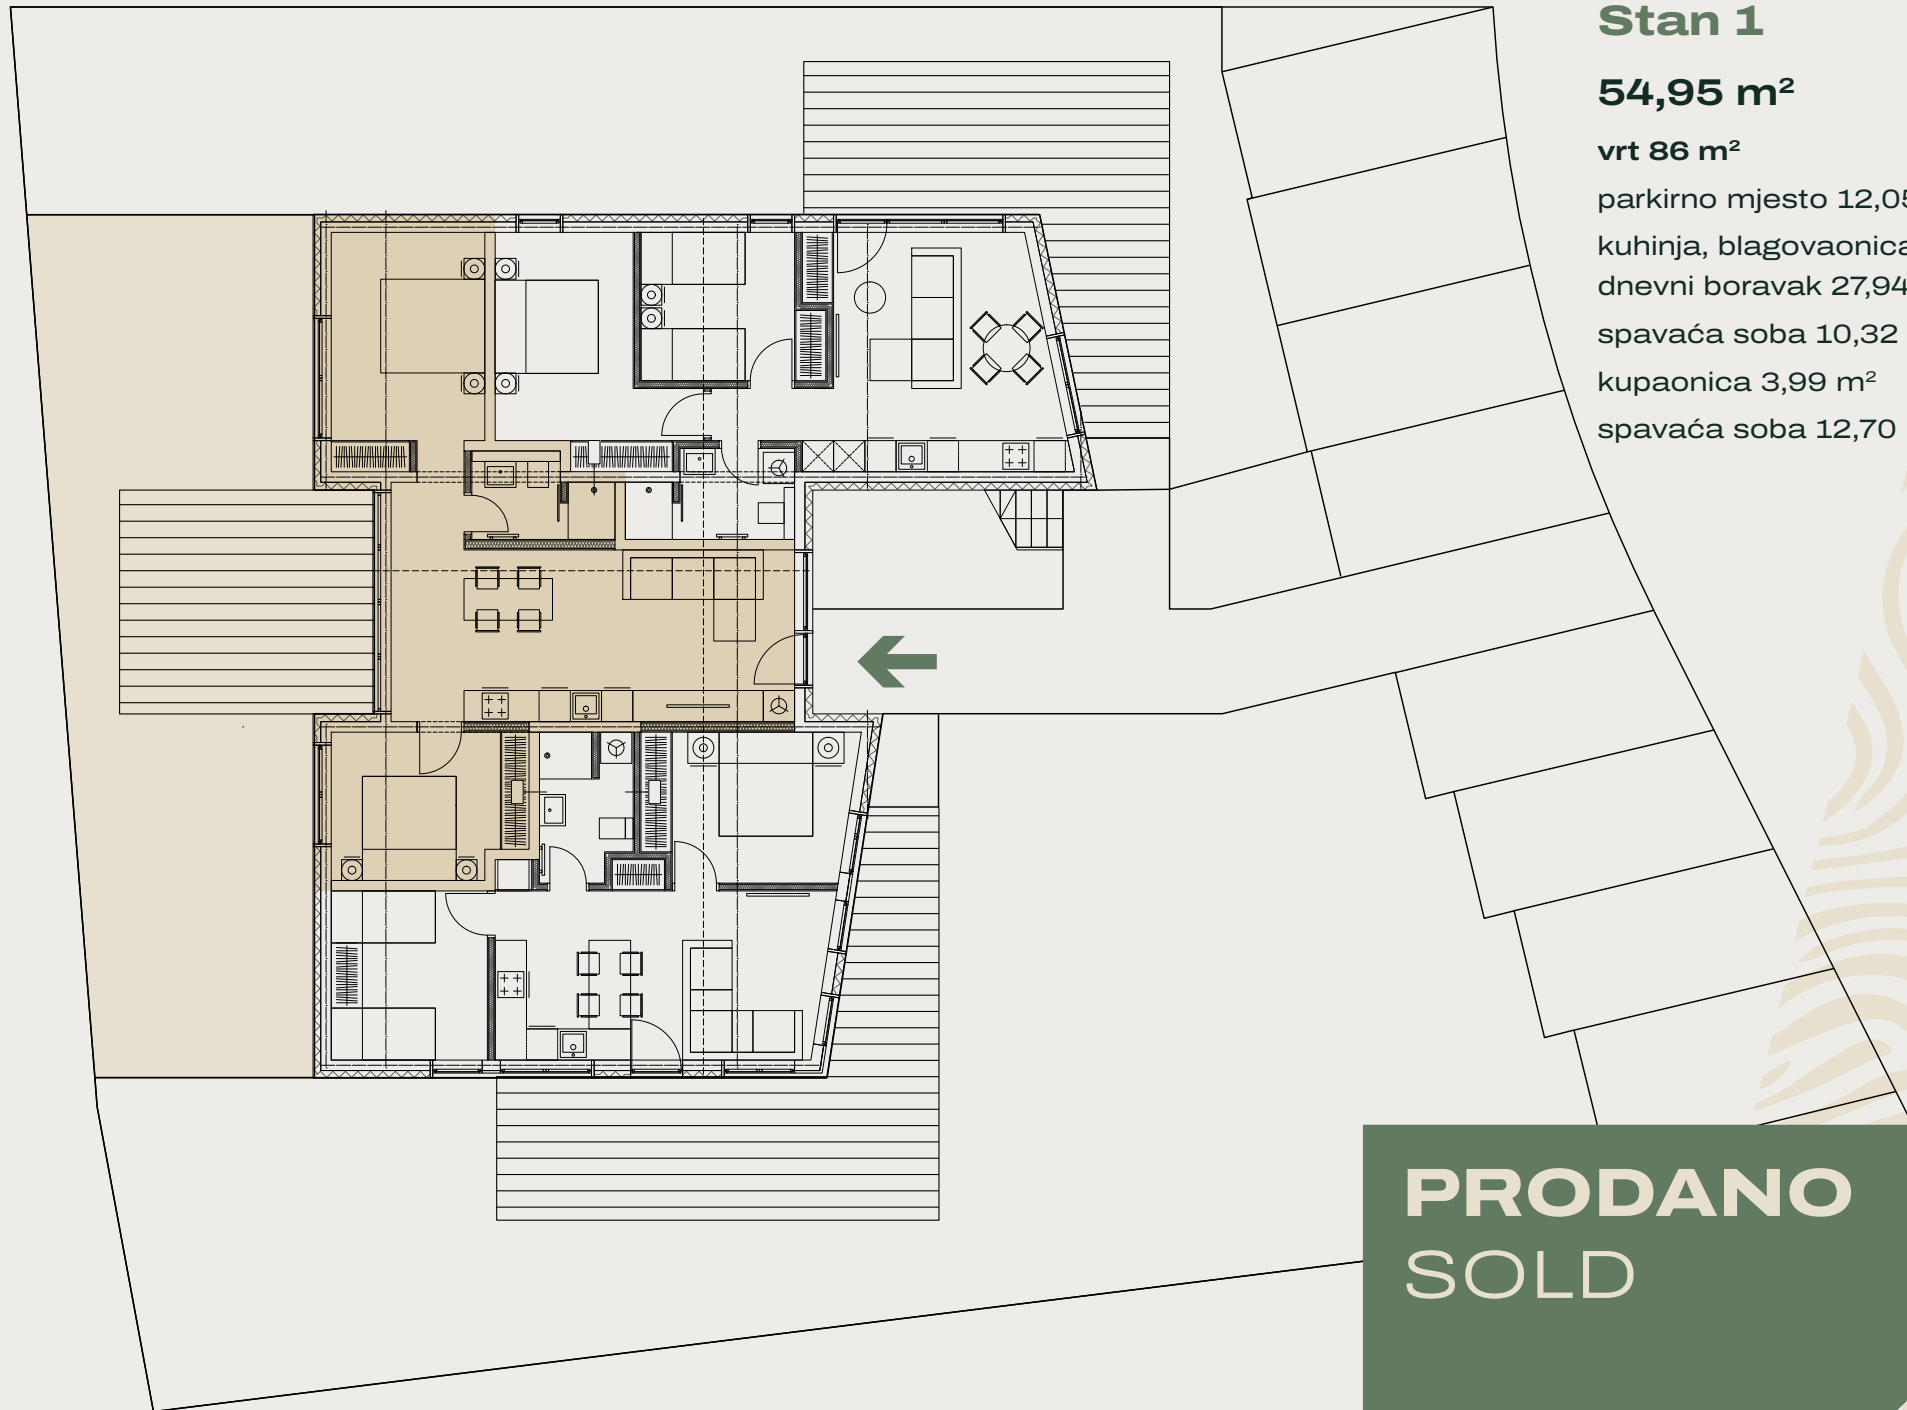 Stan 1
54,95 m²
vrt 86 m²
parkirno mjesto 12,05
kuhinja, blagovaonica
dnevni boravak 27,94
spavaća soba 10,32
kupaonica 3,99 m²
spavaća soba 12,70
PRODANO
SOLD